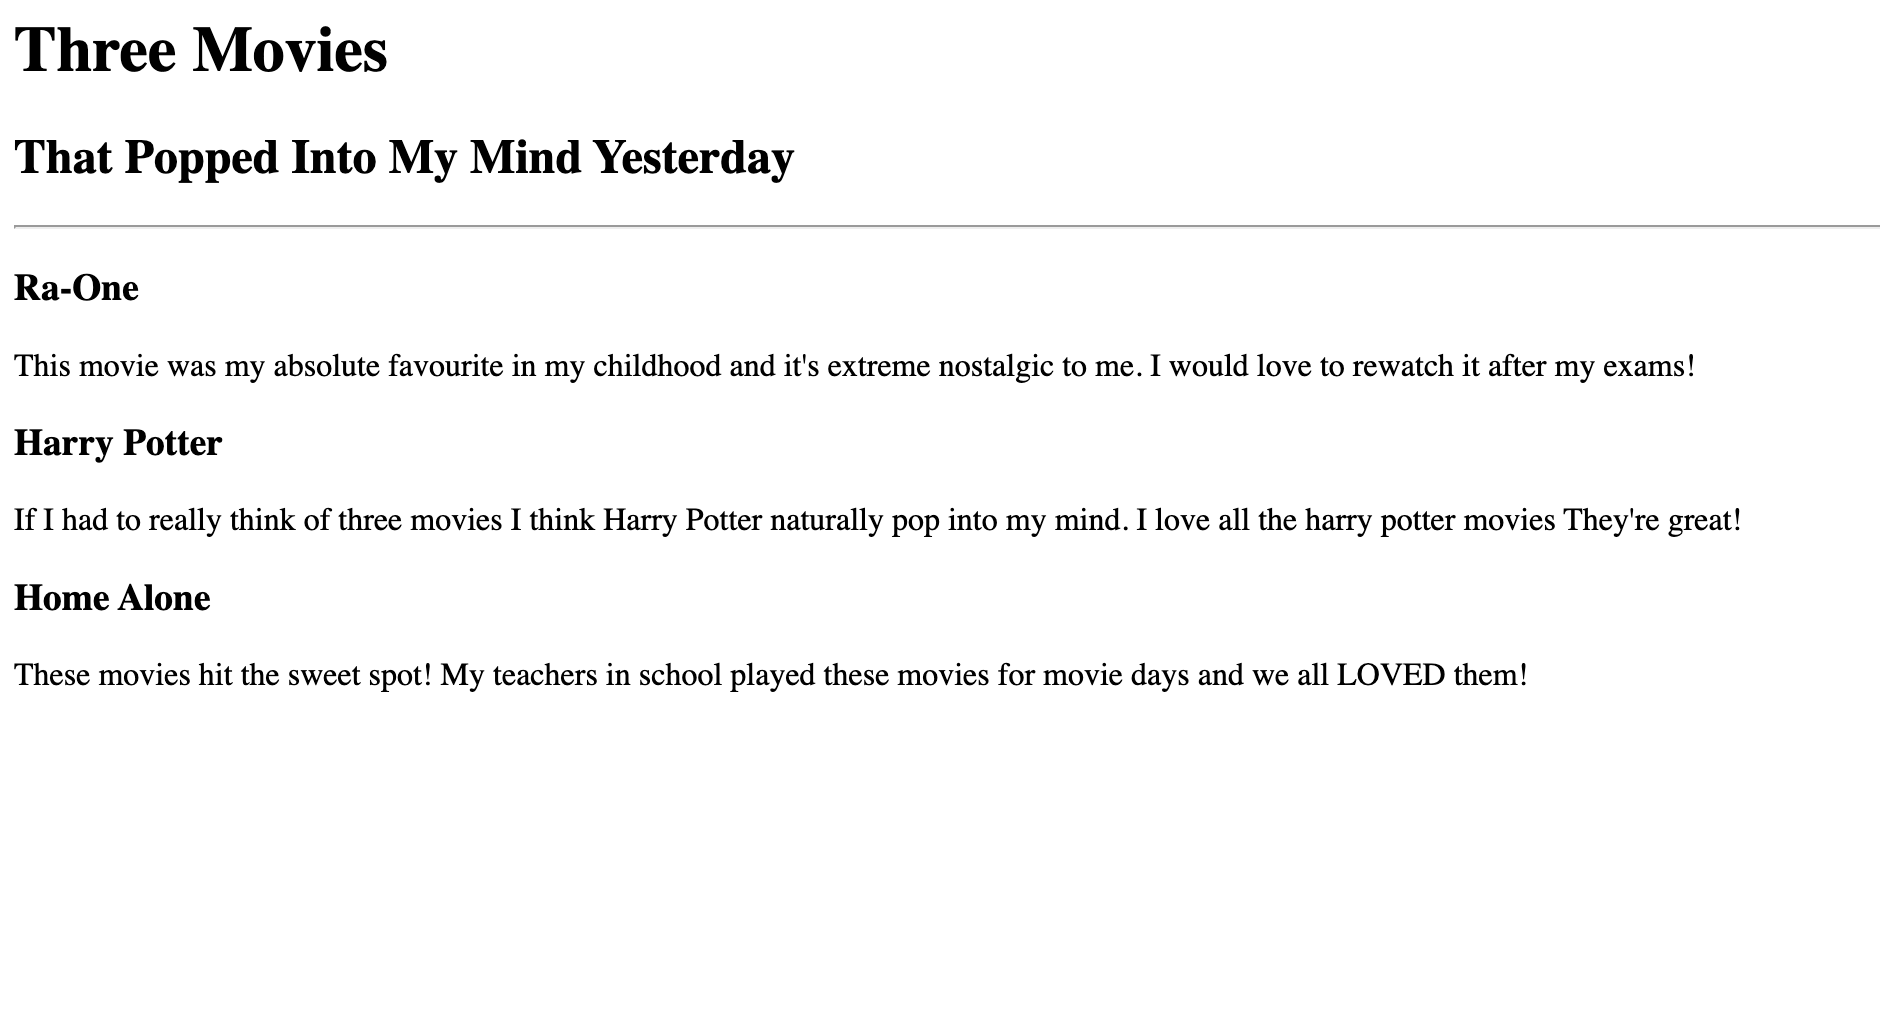 Three Movies
That Popped Into My Mind Yesterday
Ra-One
This movie was my absolute favourite in my childhood and it's extreme nostalgic to me. I would love to rewatch it after my exams!
Harry Potter
If I had to really think of three movies I think Harry Potter naturally pop into my mind. I love all the harry potter movies They're great!
Home Alone
These movies hit the sweet spot! My teachers in school played these movies for movie days and we all LOVED them!